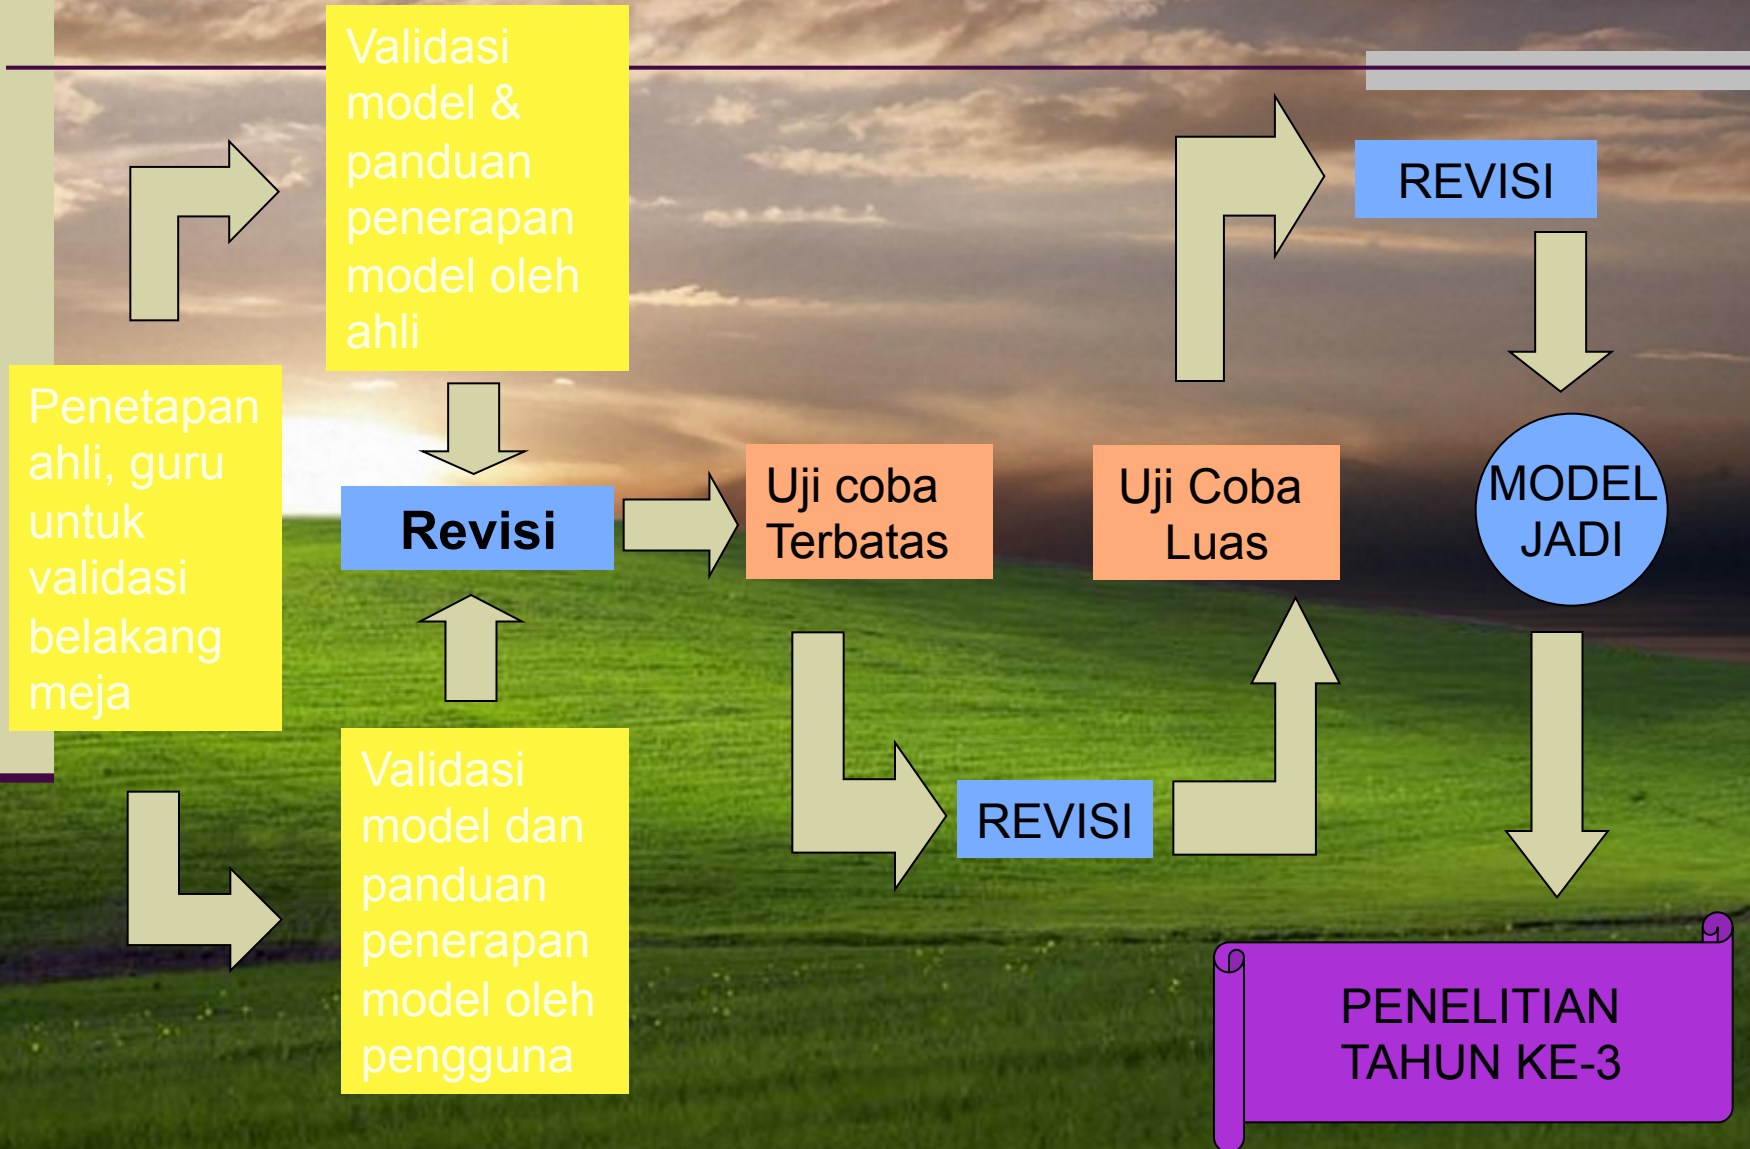 Validasi
model &
panduan
penerapan
model oleh
ahli
REVISI
Penetapan
ahli, guru
untuk
validasi
belakang
meja
Revisi
Uji coba
Terbatas
Uji Coba
Luas
MODEL
JADI
Validasi
model dan
panduan
penerapan
model oleh
pengguna
REVISI
PENELITIAN
TAHUN KE-3